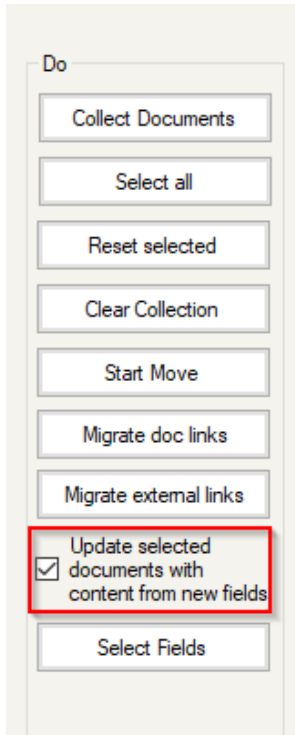 Do
Collect Documents
Select all
Reset selected
Clear Collection
Start Move
Migrate doc links
Migrate external links
Update selected
documents with
content from new fields
Select Fields